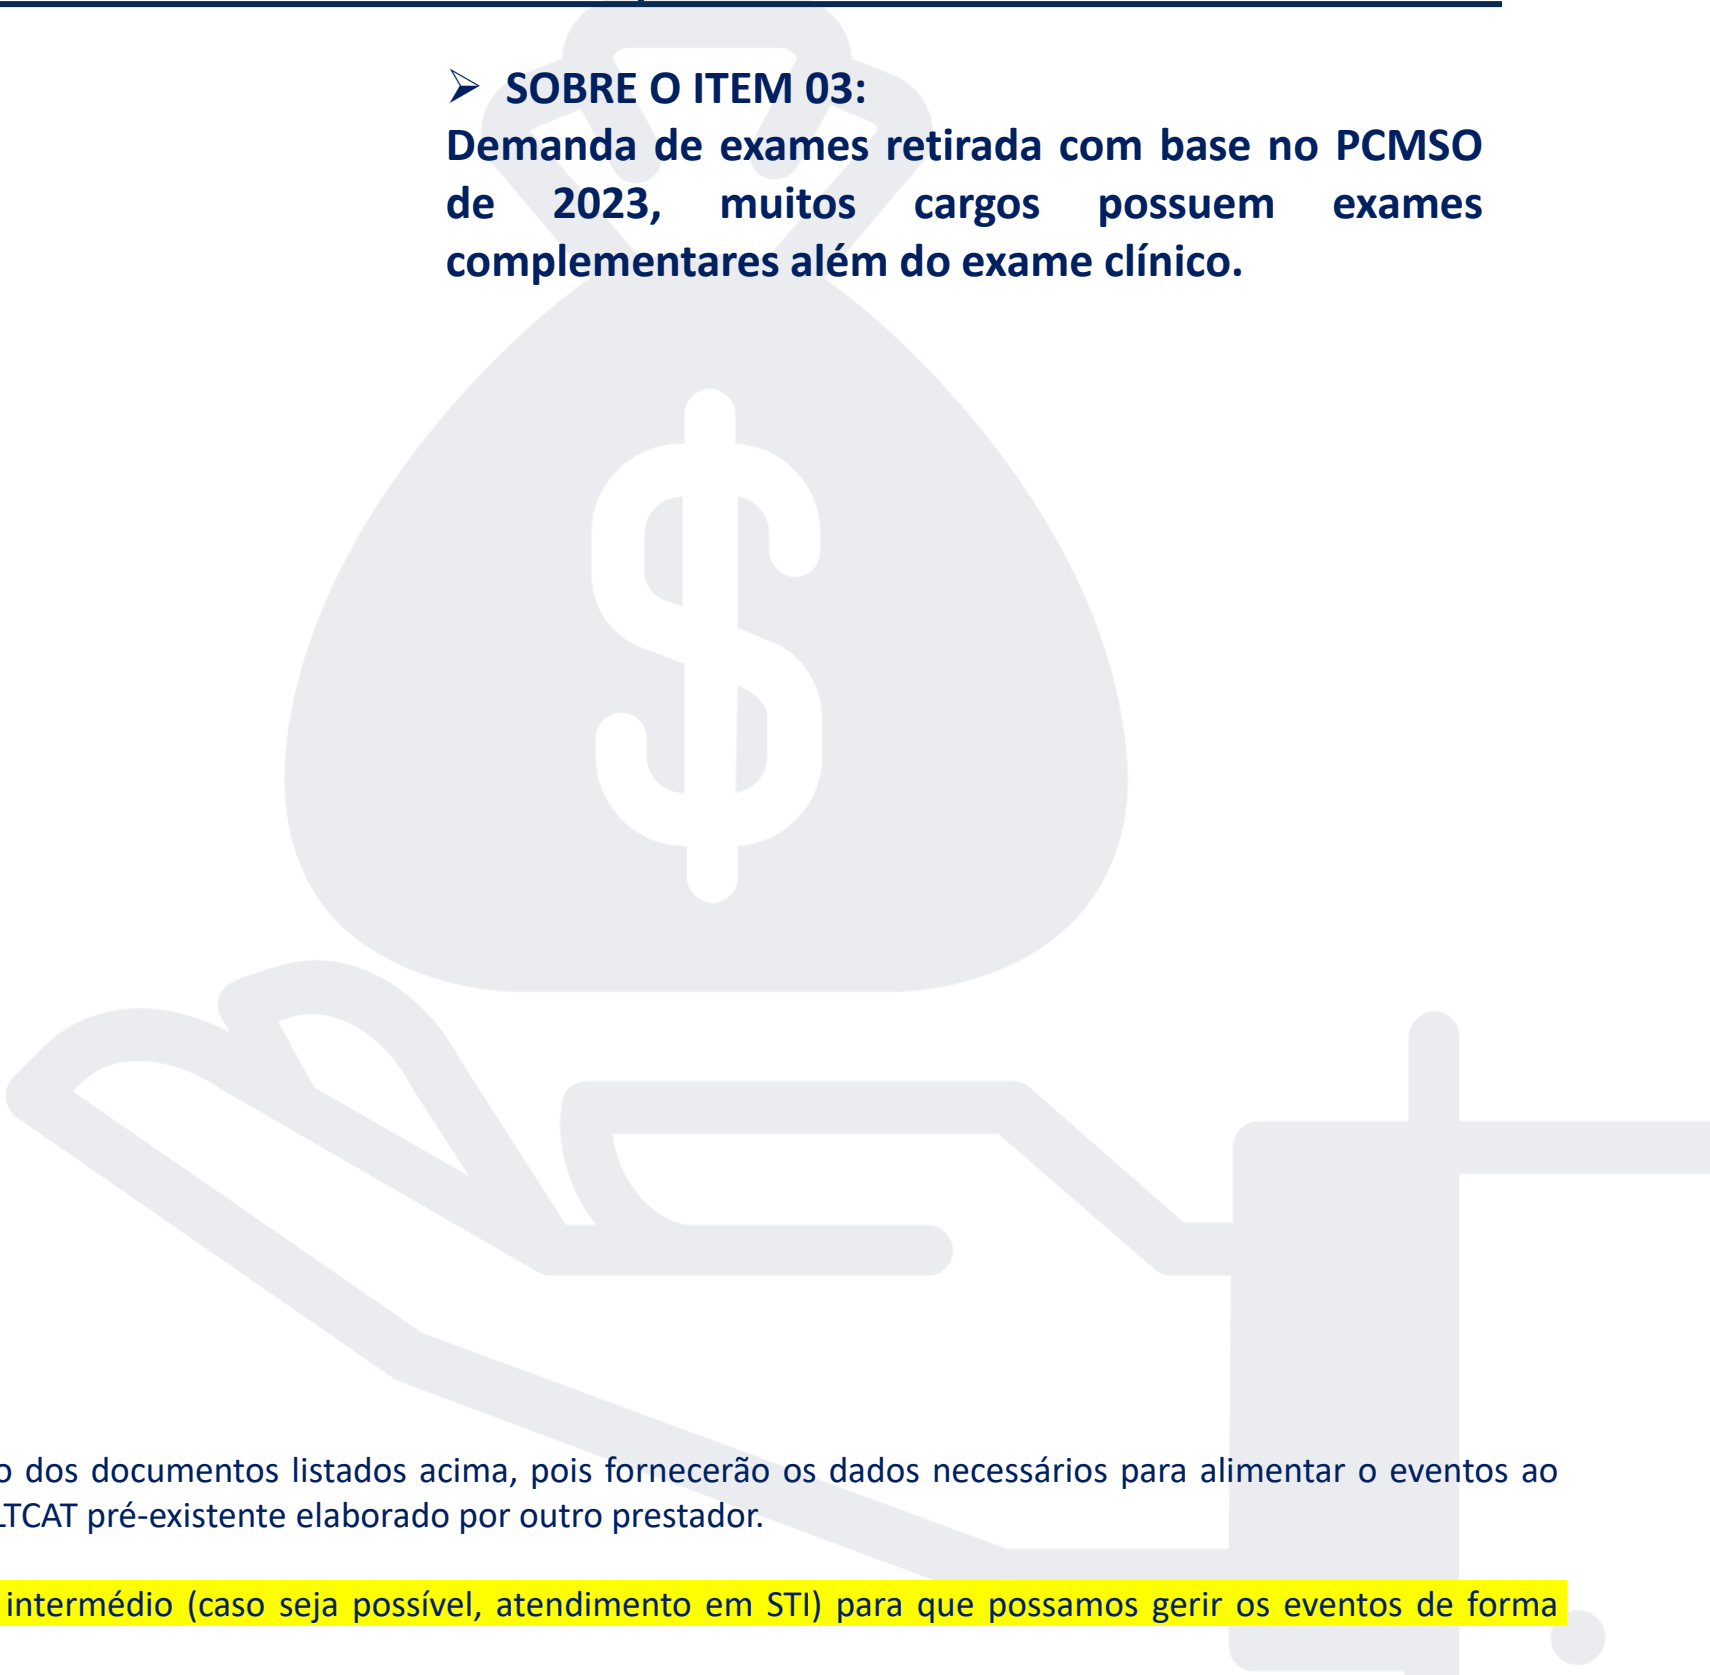 ➢ SOBRE O ITEM 03:
Demanda de exames retirada com base no PCMSO
de 2023, muitos cargos possuem exames
complementares além do exame clínico.
o dos documentos listados acima, pois fornecerão os dados necessários para alimentar o eventos ao
LTCAT pré-existente elaborado por outro prestador.
intermédio (caso seja possível, atendimento em STI) para que possamos gerir os eventos de forma